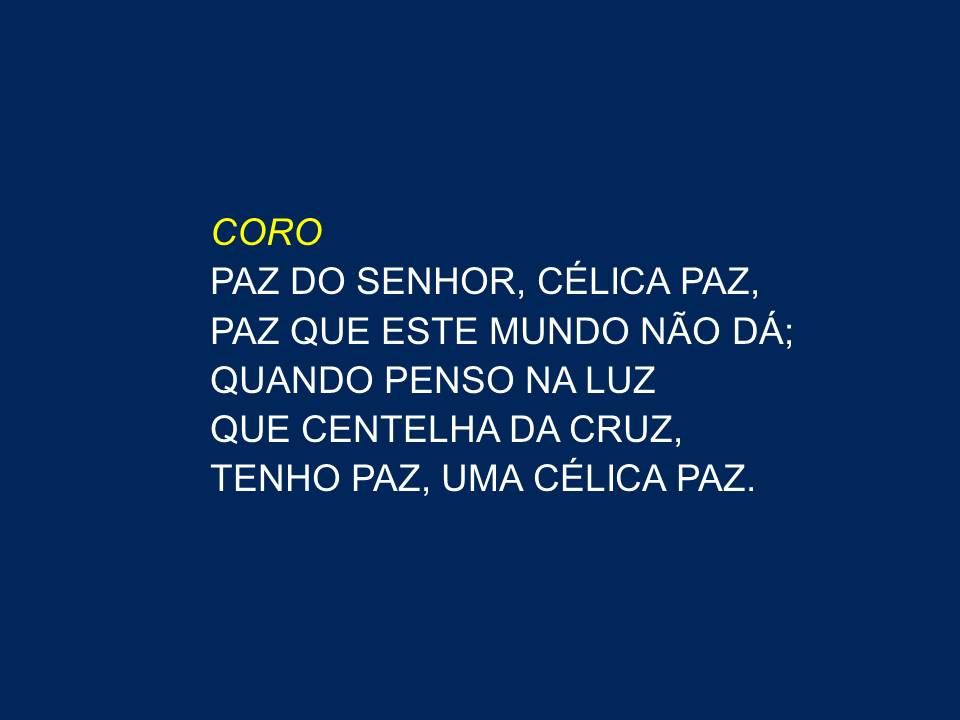 CORO
PAZ DO SENHOR, CÉLICA PAZ,
PAZ QUE ESTE MUNDO NÃO DÁ;
QUANDO PENSO NA LUZ
QUE CENTELHA DA CRUZ,
TENHO PAZ, UMA CÉLICA PAZ.